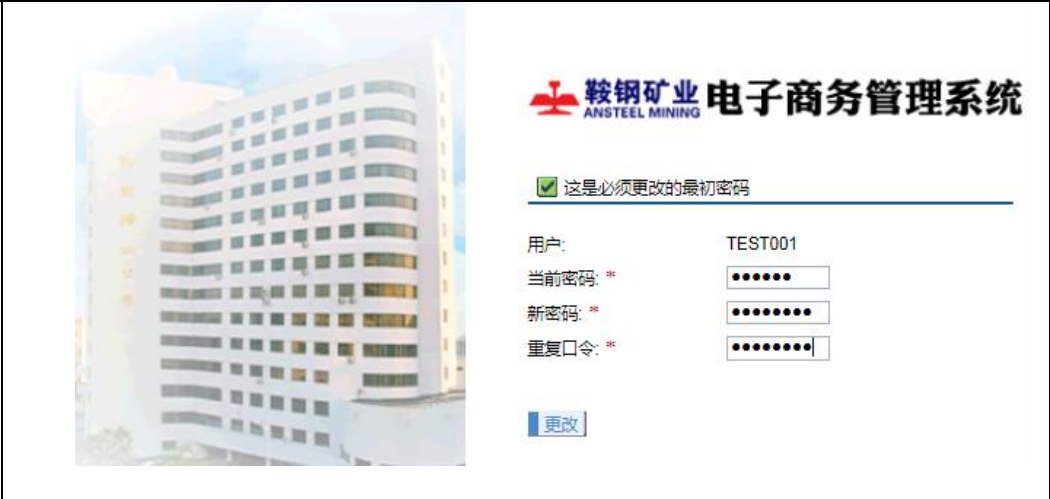 鞍钢矿业 电子商务管理系统
ANSTEEL MINING
这是必须更改的最初密码
用户: TEST001
当前密码: * ●●●●●●
新密码: * ●●●●●●●●
重复口令: * ●●●●●●●●
更改